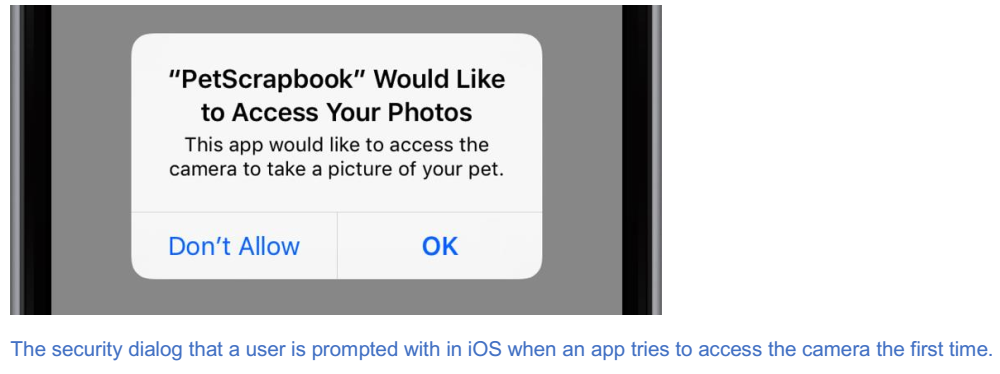 “PetScrapbook” Would Like
to Access Your Photos
This app would like to access the
camera to take a picture of your pet.
Don’t Allow
OK
The security dialog that a user is prompted with in iOS when an app tries to access the camera the first time.